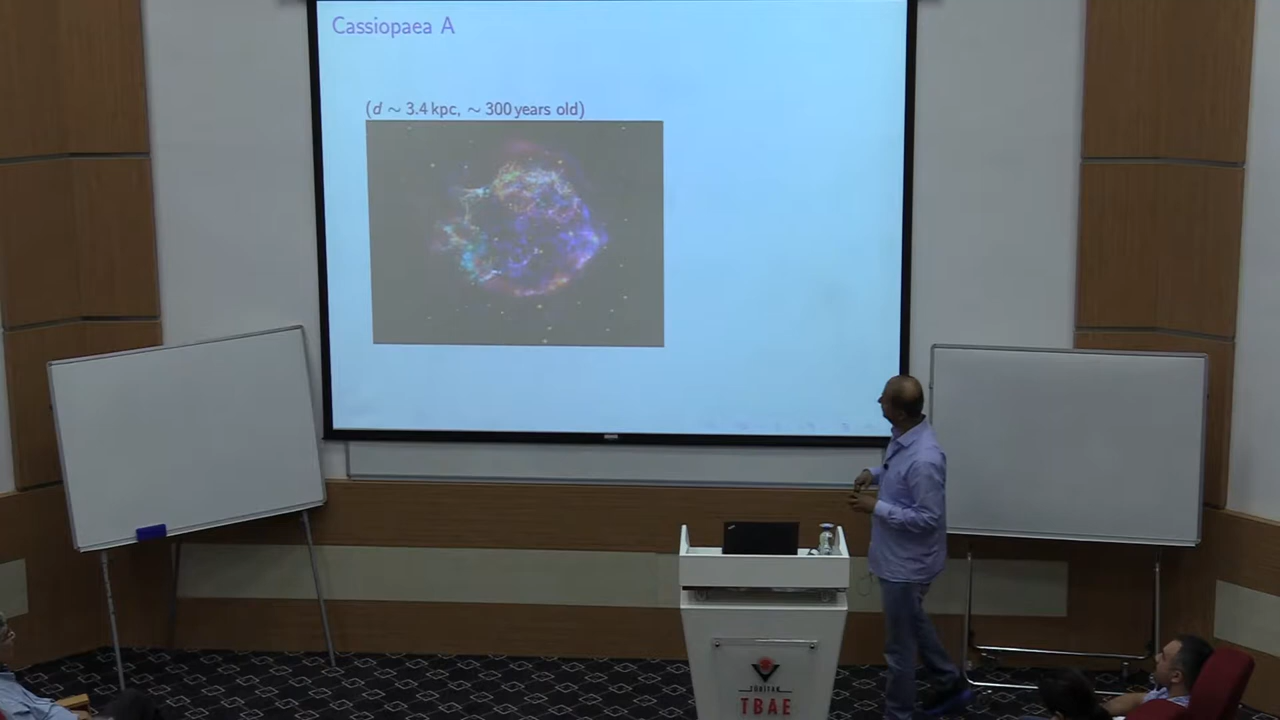 Cassiopaea A
(d ∼ 3.4 kpc, ∼ 300 years old)
TÜBİTAK
TBAE